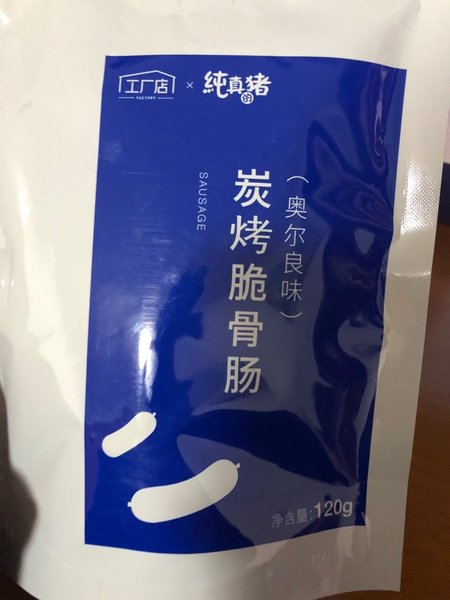 工厂店
FACTORY
×
純真的猪
(奥尔良味)
炭烤脆骨肠
SAUSAGE
净含量:120g